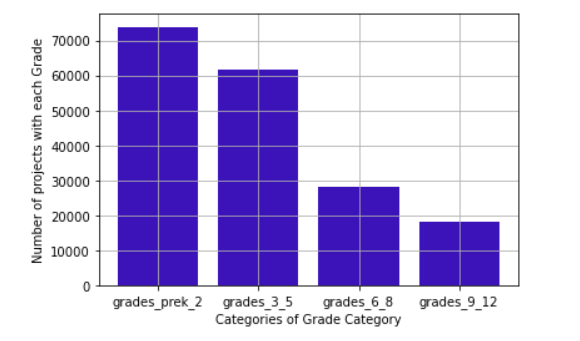 Number of projects with each Grade
70000
60000
50000
40000
30000
20000
10000
0
grades_prek_2 grades_3_5 grades_6_8 grades_9_12
Categories of Grade Category